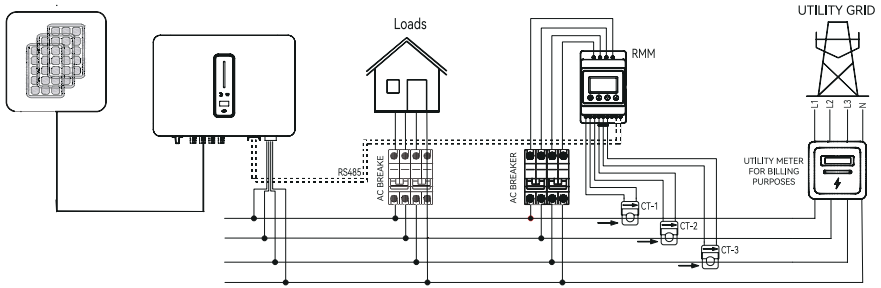 Loads
UTILITY GRID
RMM
L1
L2
L3
N
RS485
AC BREAKE
AC BREAKER
UTILITY METER
FOR BILLING
PURPOSES
CT-1
CT-2
CT-3